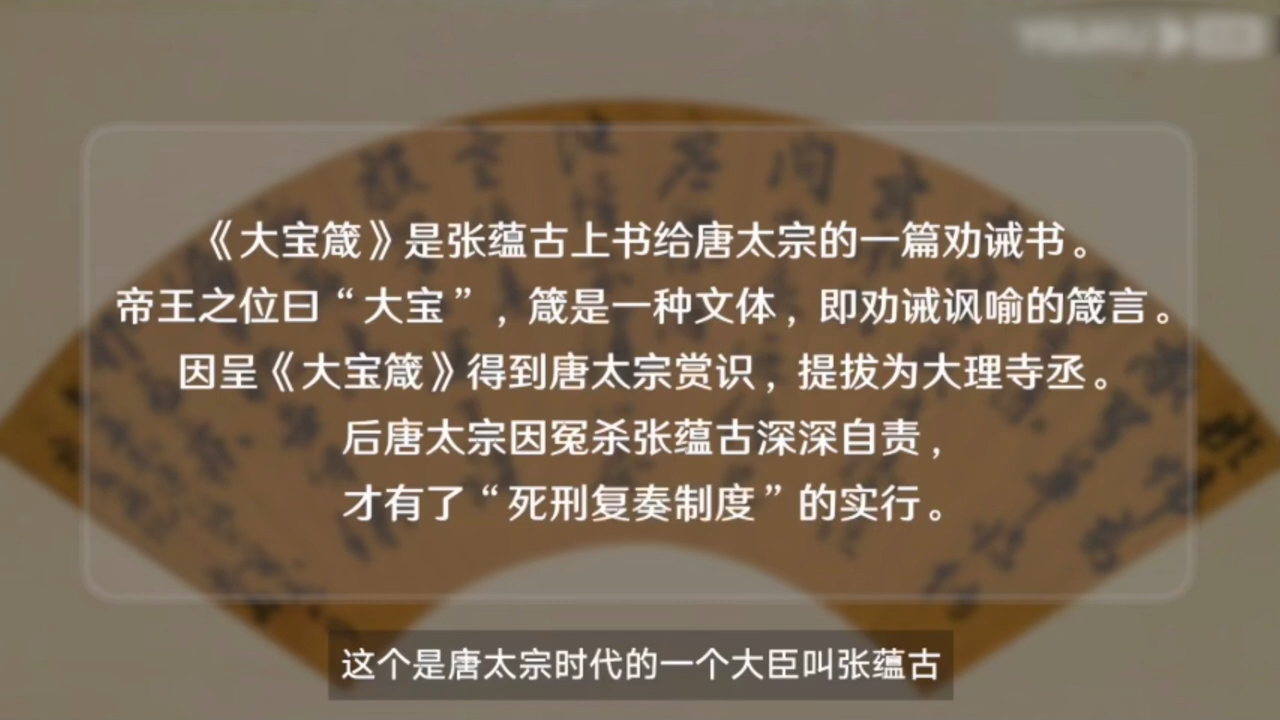 《大宝箴》是张蕴古上书给唐太宗的一篇劝诫书。
帝王之位曰“大宝”，箴是一种文体，即劝诫讽喻的箴言。
因呈《大宝箴》得到唐太宗赏识，提拔为大理寺丞。
后唐太宗因冤杀张蕴古深深自责，
才有了“死刑复奏制度”的实行。
这个是唐太宗时代的一个大臣叫张蕴古